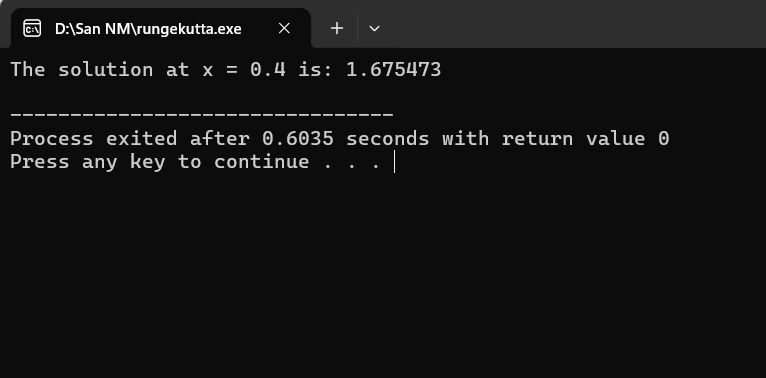 D:\San NM\rungekutta.exe
The solution at x = 0.4 is: 1.675473
--------------------------------
Process exited after 0.6035 seconds with return value 0
Press any key to continue . . .